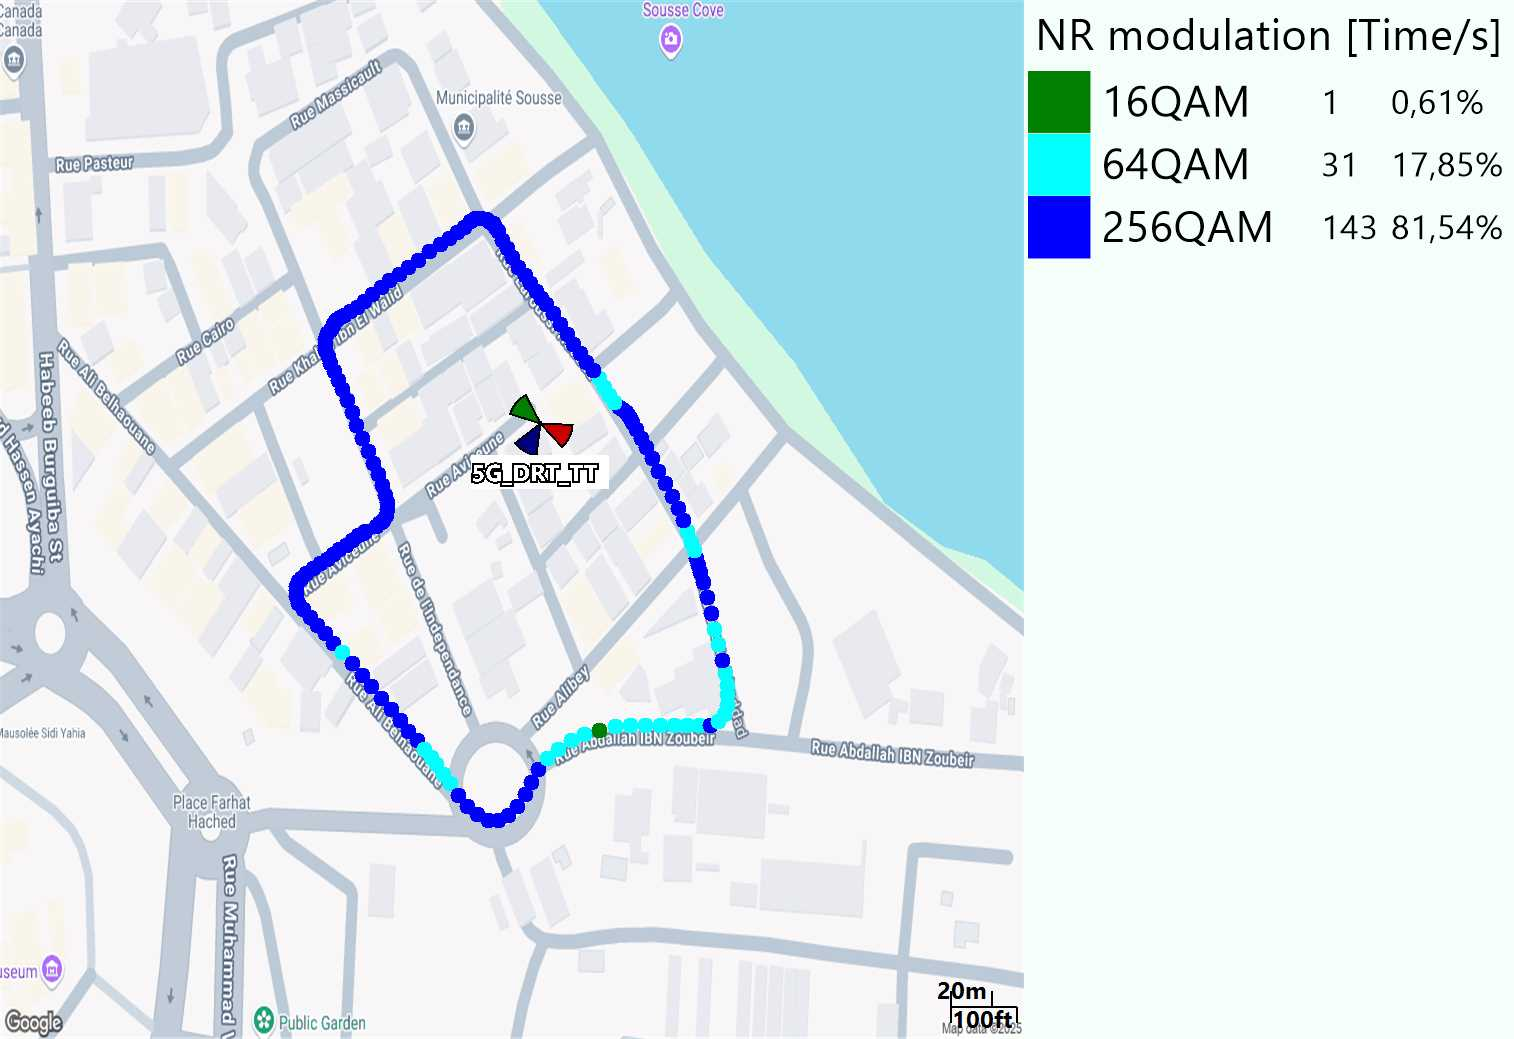 Canada
Canada
Sousse Cove
Municipalité Sousse
Rue Massicault
Rue Pasteur
Rue Cairo
Rue Ali Belhaouane
Habeeb Burguiba St
Hassen Ayachi
Rue Avicenne
5G_DRT_TT
Rue Avicenne
Rue de l'independance
Rue Alibey
Rue Ali Belhaouane
Rue Abdallah IBN Zoubeir
Rue Abdallah IBN Zoubeir
Mausolée Sidi Yahia
Place Farhat
Hached
Rue Muhammad
Public Garden
Google
20m
100ft
Map data ©2025
NR modulation [Time/s]
16QAM 1 0,61%
64QAM 31 17,85%
256QAM 143 81,54%